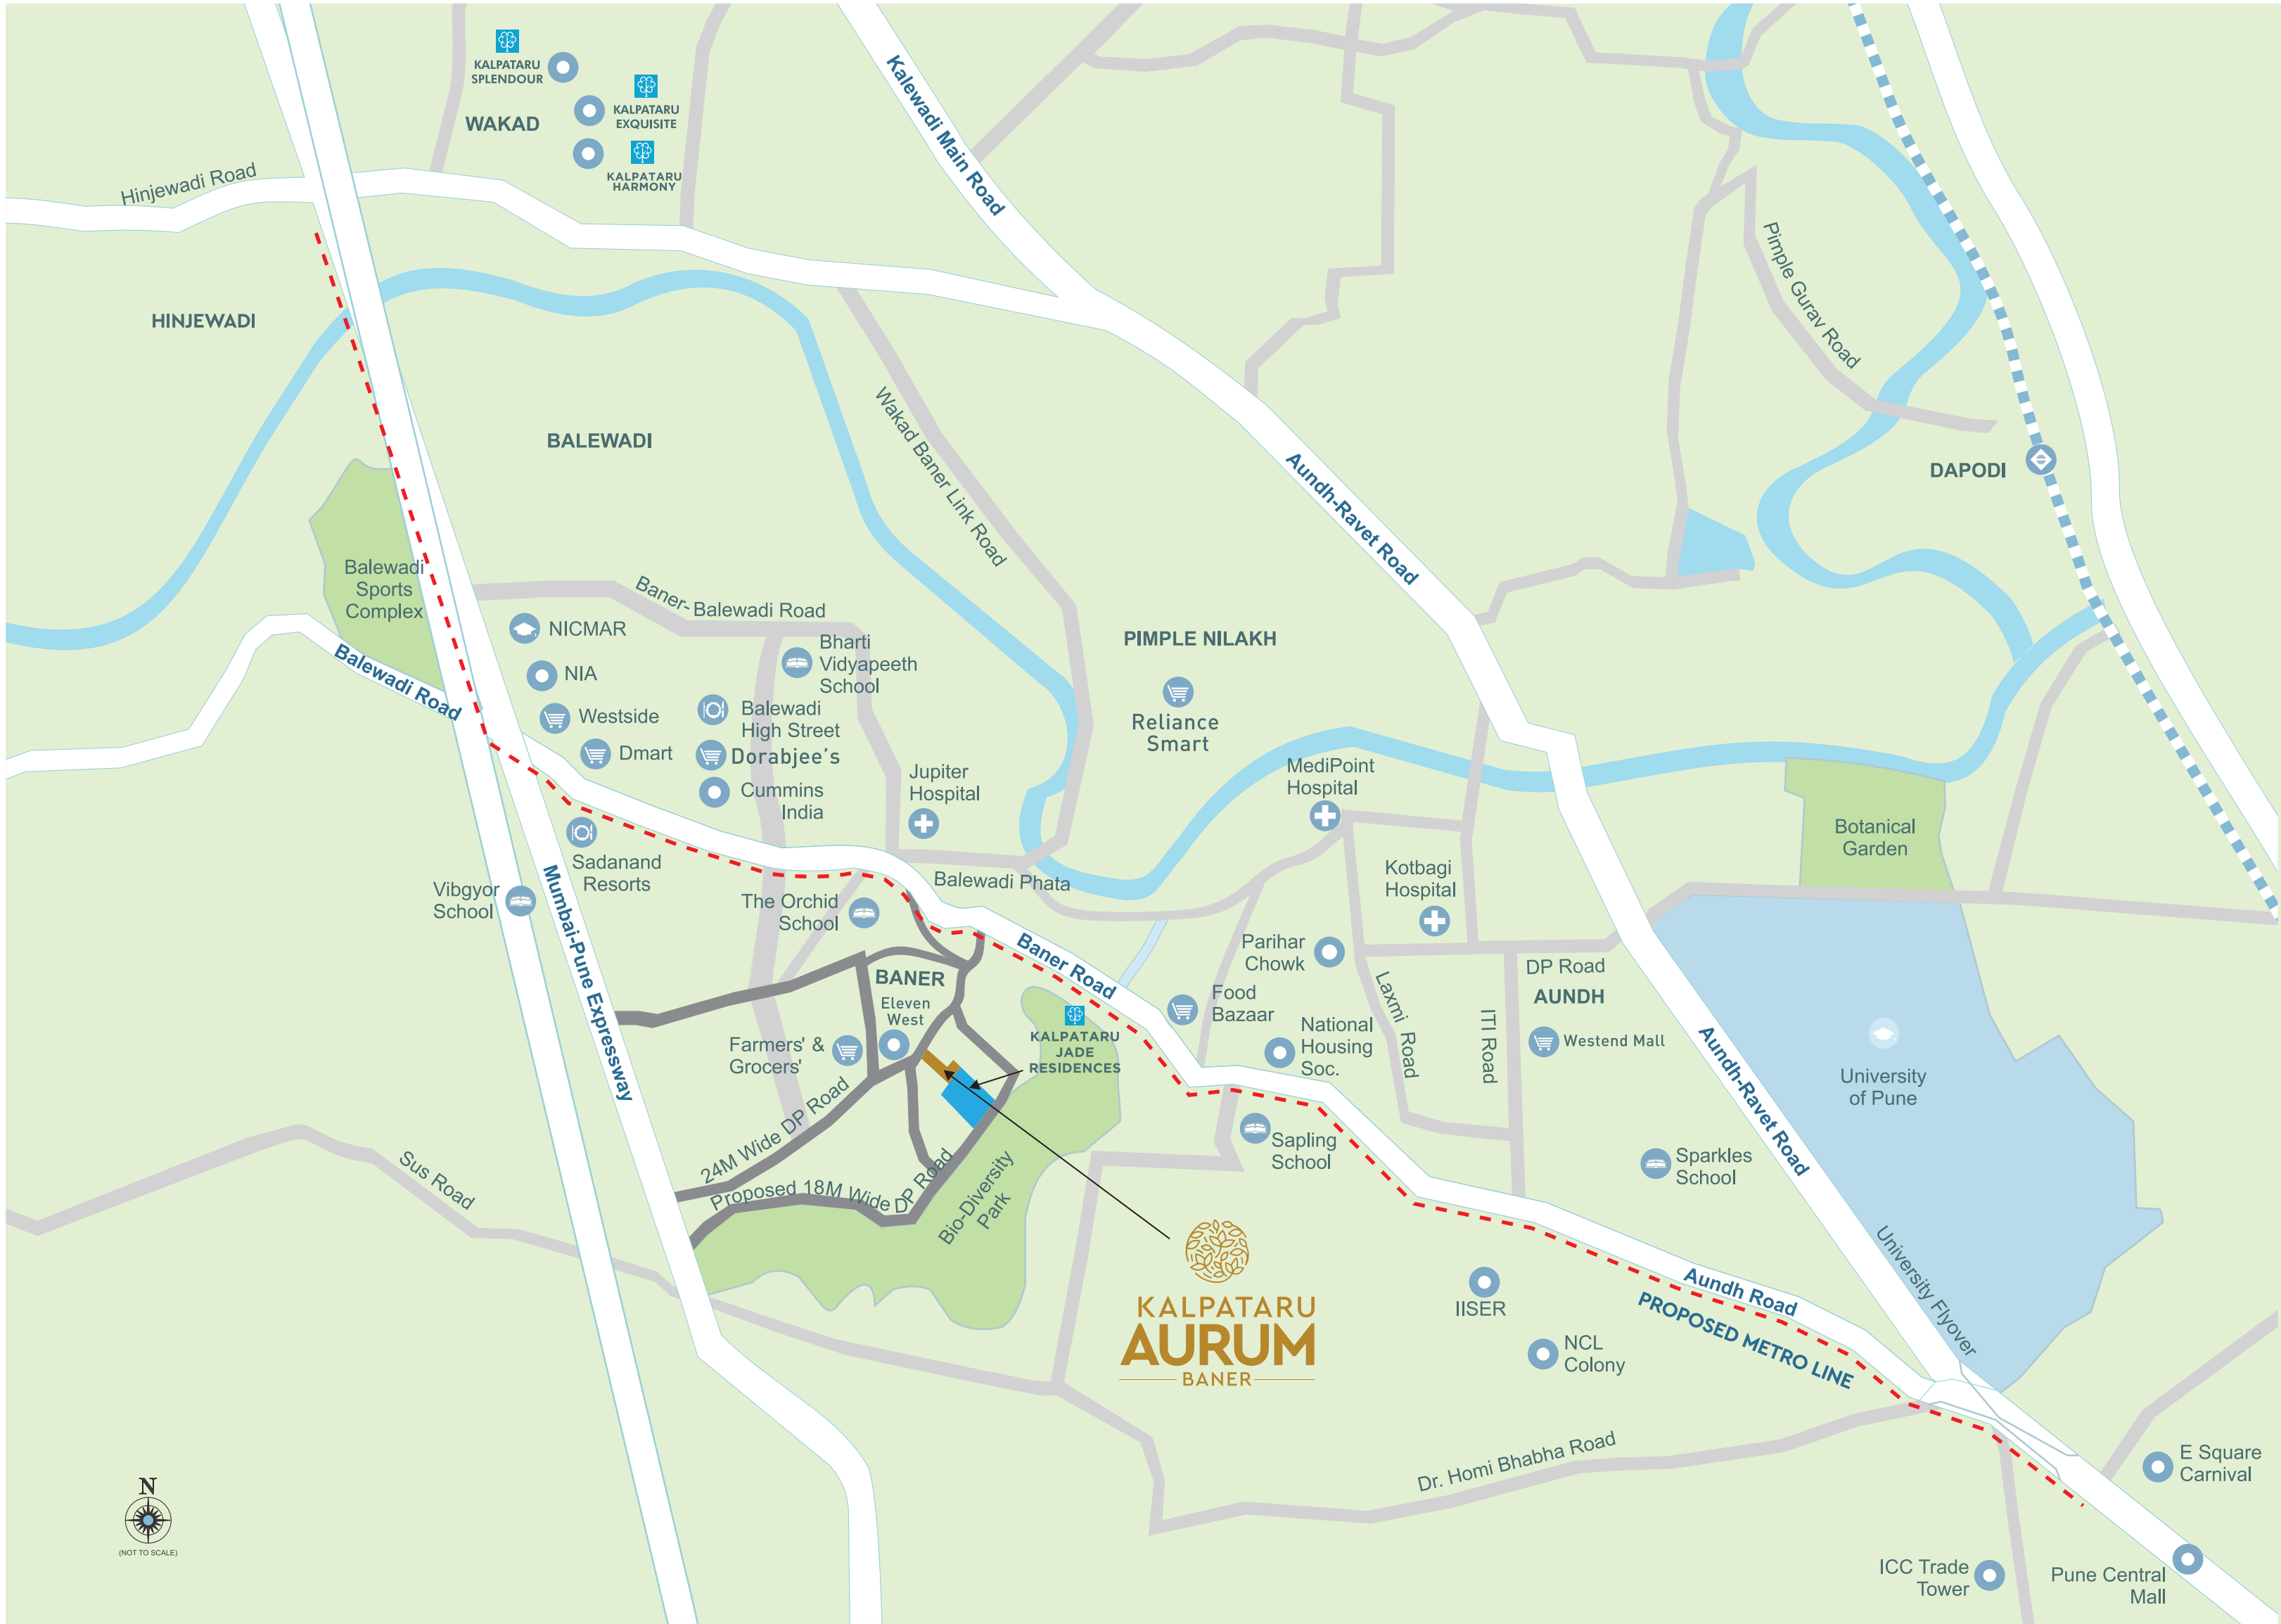 KALPATARU
SPLENDOUR
KALPATARU
EXQUISITE
WAKAD
KALPATARU
HARMONY
Hinjewadi Road
Kalewadi Main Road
HINJEWADI
BALEWADI
Wakad Baner Link Road
Aundh-Ravet Road
Pimple Gurav Road
DAPODI
Balewadi
Sports
Complex
Balewadi Road
Baner- Balewadi Road
NICMAR
NIA
Westside
Dmart
Bharti
Vidyapeeth
School
Balewadi
High Street
Dorabjee's
Cummins
India
PIMPLE NILAKH
Reliance
Smart
Jupiter
Hospital
MediPoint
Hospital
Sadanand
Resorts
Vibgyor
School
Mumbai-Pune Expressway
The Orchid
School
Balewadi Phata
Baner Road
Kotbagi
Hospital
Parihar
Chowk
Botanical
Garden
BANER
Eleven
West
Farmers' &
Grocers'
KALPATARU
JADE
RESIDENCES
Food
Bazaar
National
Housing
Soc.
Laxmi Road
ITI Road
DP Road
AUNDH
Westend Mall
Aundh-Ravet Road
University
of Pune
24M Wide DP Road
Proposed 18M Wide DP Road
Bio-Diversity
Park
Sapling
School
Sparkles
School
Sus Road
University Flyover
KALPATARU
AURUM
BANER
IISER
NCL
Colony
Aundh Road
PROPOSED METRO LINE
Dr. Homi Bhabha Road
E Square
Carnival
ICC Trade
Tower
Pune Central
Mall
N
(NOT TO SCALE)